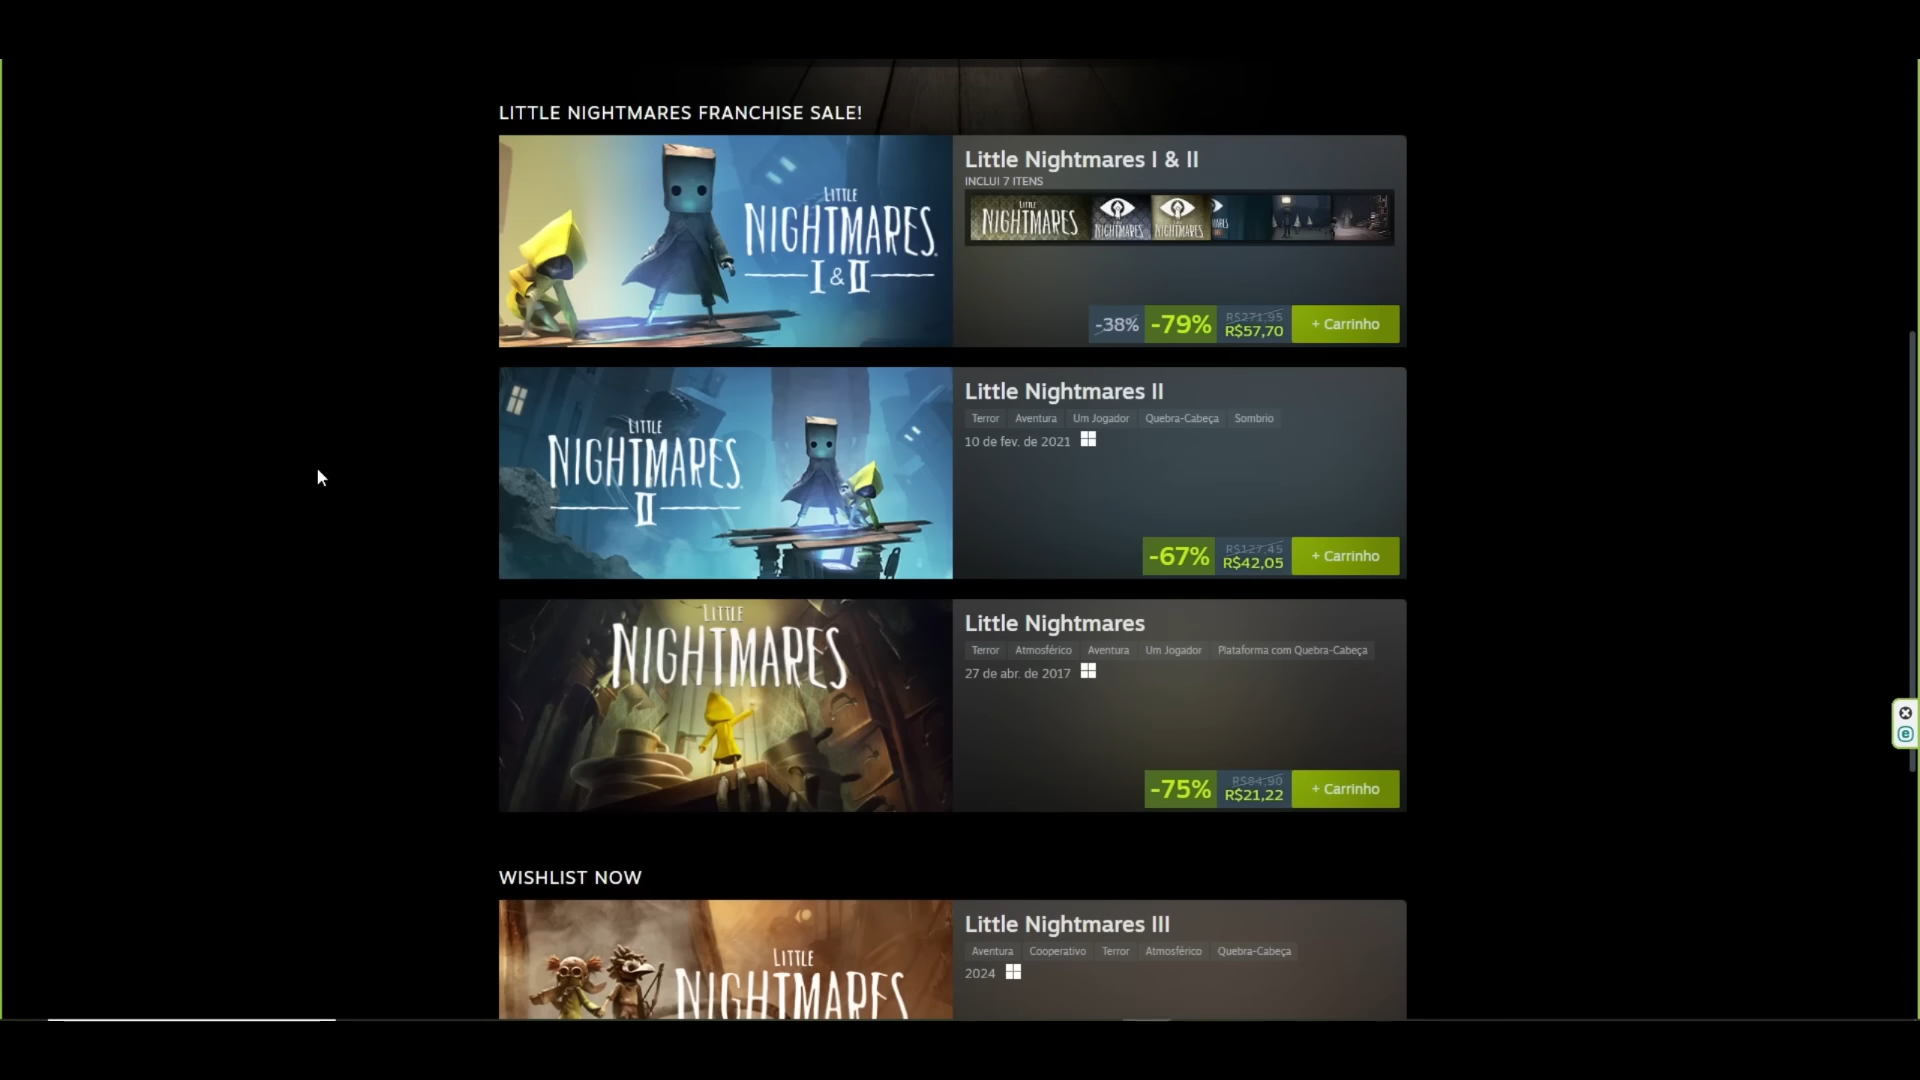 LITTLE NIGHTMARES FRANCHISE SALE!
LITTLE
NIGHTMARES
I & II
Little Nightmares I & II
INCLUI 7 ITENS
LITTLE
NIGHTMARES
NIGHTMARES
NIGHTMARES
-38%
-79%
R$271,95
R$57,70
+ Carrinho
LITTLE
NIGHTMARES
II
Little Nightmares II
Terror Aventura Um Jogador Quebra-Cabeça Sombrio
10 de fev. de 2021
-67%
R$127,45
R$42,05
+ Carrinho
LITTLE
NIGHTMARES
Little Nightmares
Terror Atmosférico Aventura Um Jogador Plataforma com Quebra-Cabeça
27 de abr. de 2017
-75%
R$84,90
R$21,22
+ Carrinho
WISHLIST NOW
LITTLE
NIGHTMARES
Little Nightmares III
Aventura Cooperativo Terror Atmosférico Quebra-Cabeça
2024